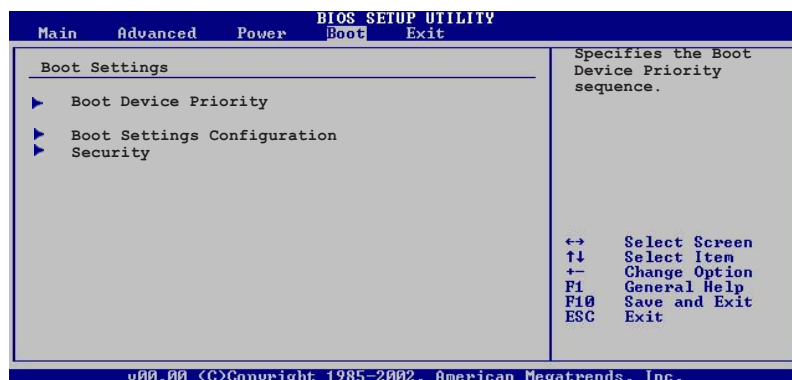 BIOS SETUP UTILITY
Main Advanced Power Boot Exit
Boot Settings
Boot Device Priority
Boot Settings Configuration
Security
Specifies the Boot
Device Priority
sequence.
←→ Select Screen
↑↓ Select Item
+- Change Option
F1 General Help
F10 Save and Exit
ESC Exit
v00.00 (C)Copyright 1985-2002, American Megatrends, Inc.